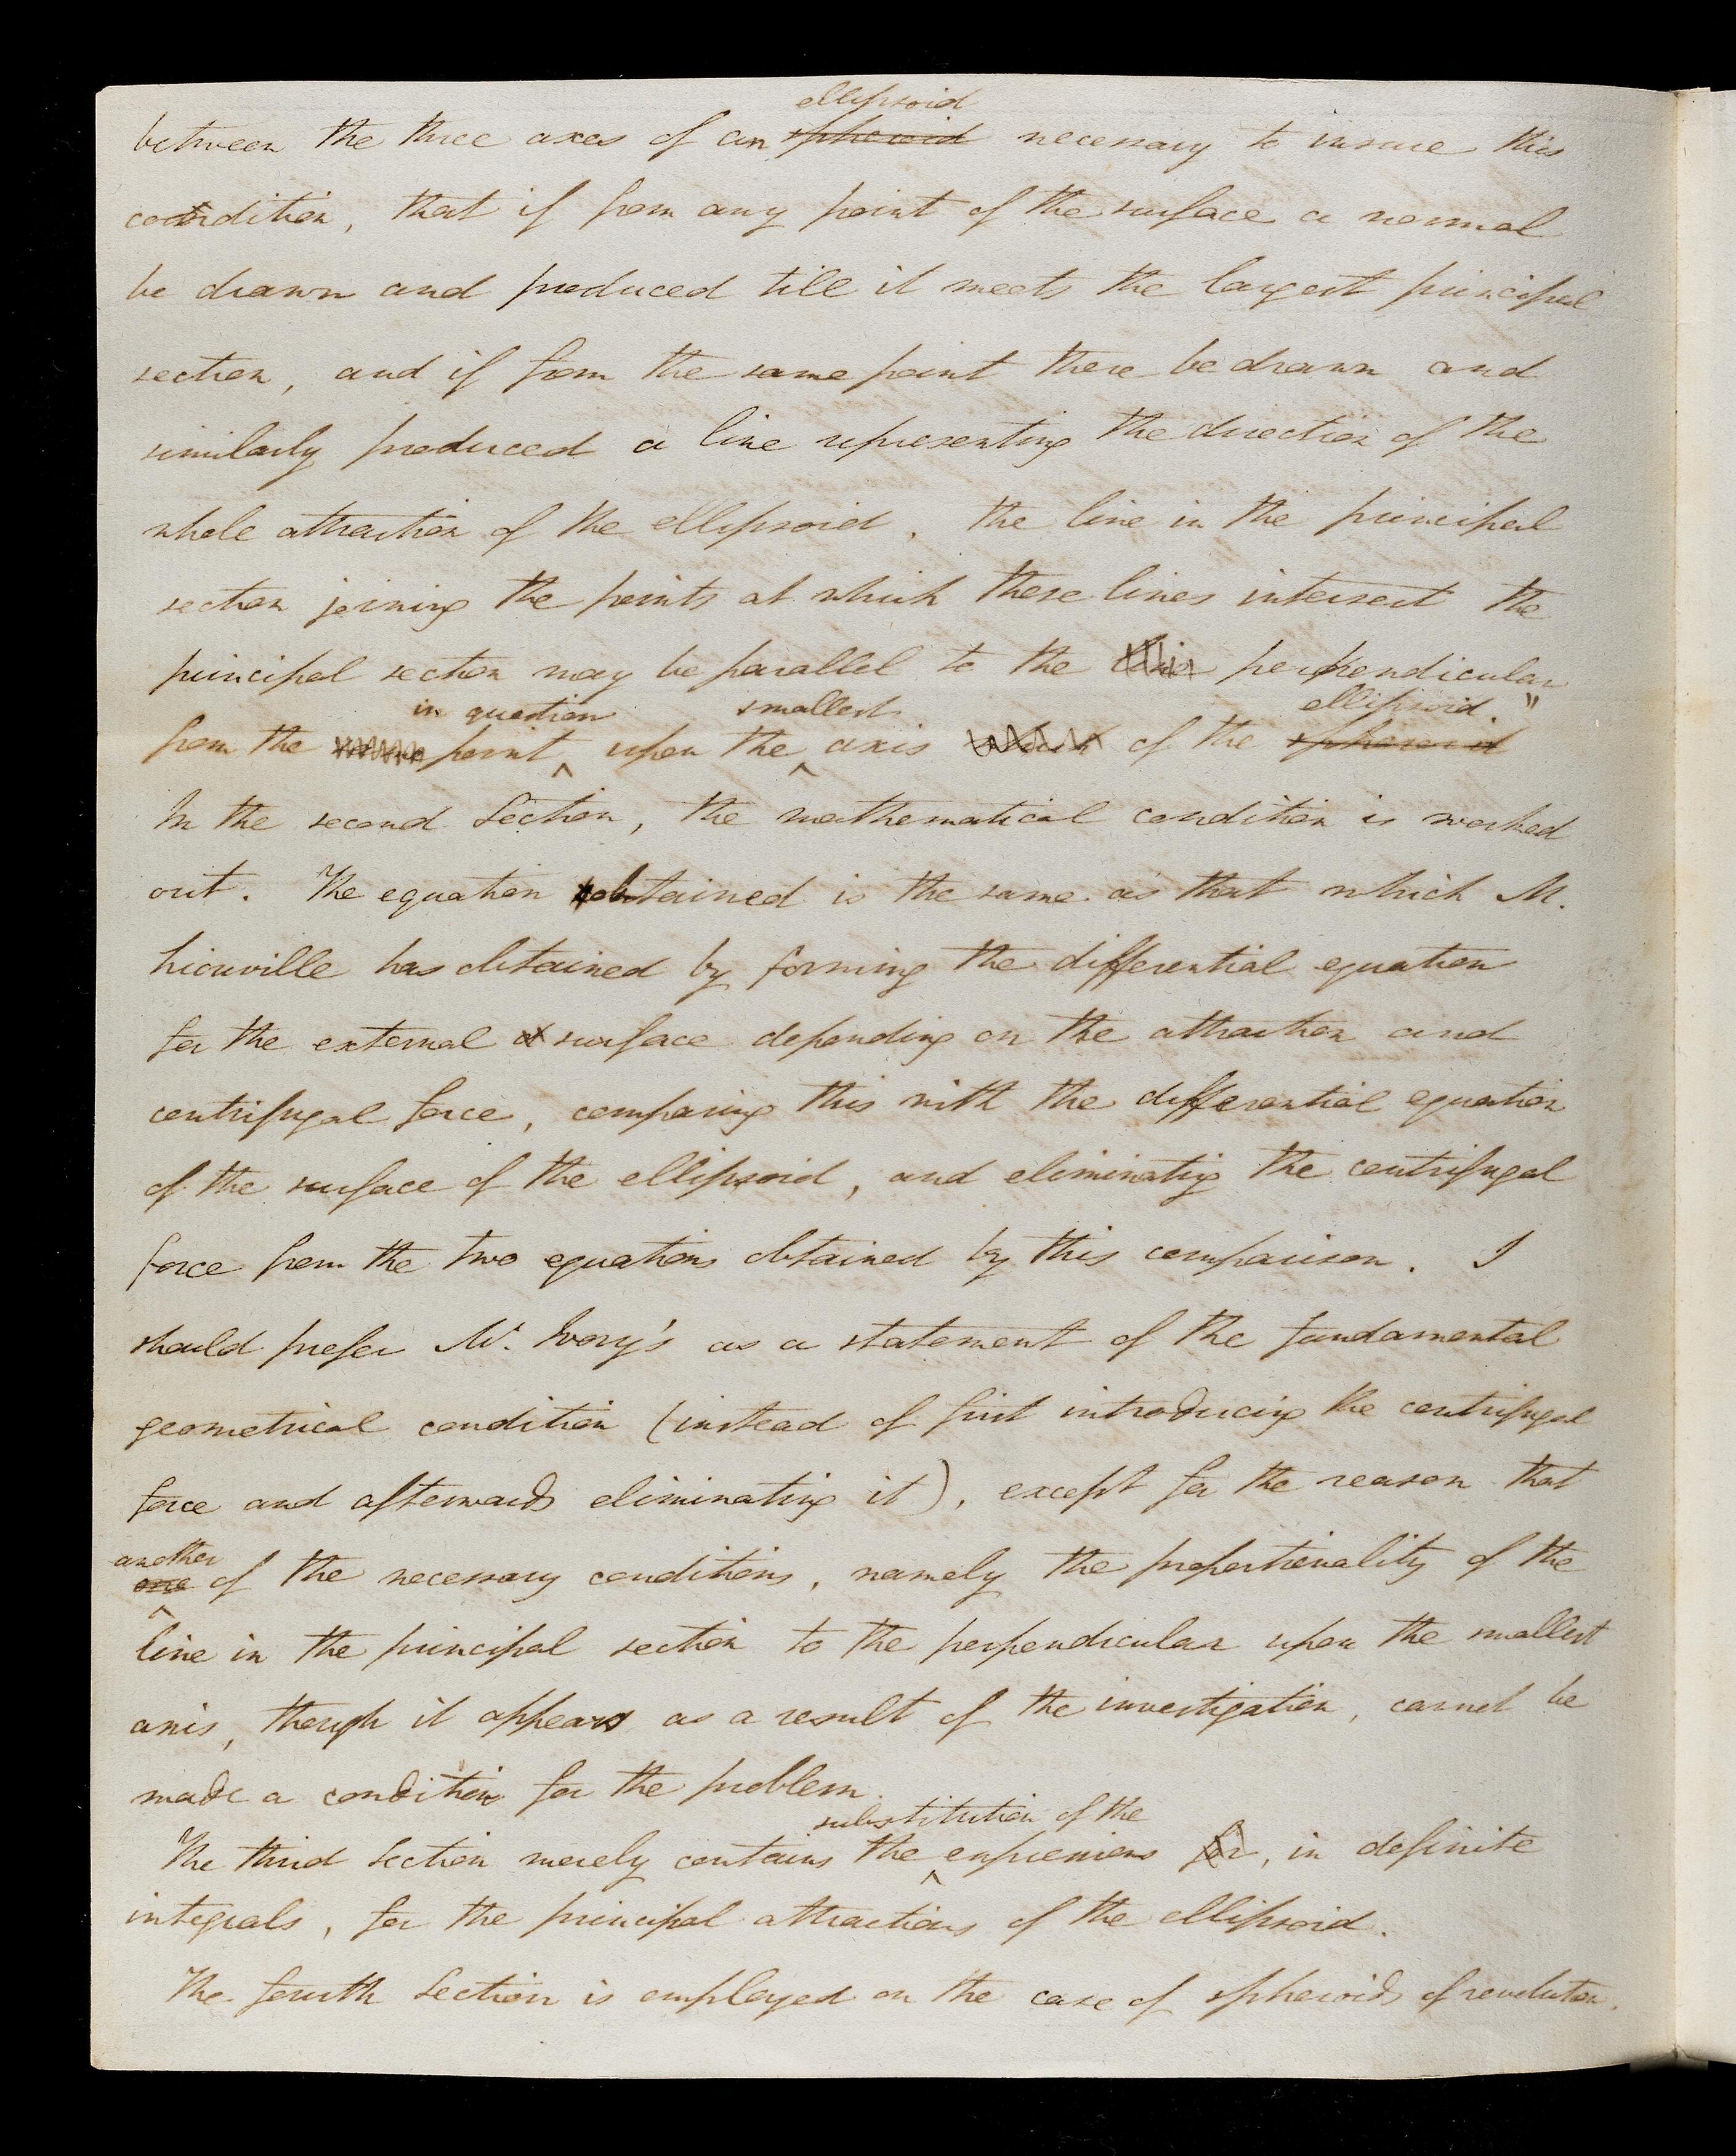 ellipsoid
between the three axes of an spheroid necessary to insure this
condition, that if from any point of the surface a normal
be drawn and produced till it meets the largest principal
section, and if from the same point there be drawn and
similarly produced a line representing the direction of the
whole attraction of the ellipsoid, the line in the principal
section joining the points at which these lines intersect the
principal section may be parallel to the perpendicular
in question smallest ellipsoid "
from the point upon the axis of the spheroid
In the second Section, the mathematical condition is worked
out. The equation obtained is the same as that which M.
Liouville has obtained by forming the differential equation
for the external surface depending on the attraction and
centrifugal force, comparing this with the differential equation
of the surface of the ellipsoid, and eliminating the centrifugal
force from the two equations obtained by this comparison. I
should prefer Mr. Ivory's as a statement of the fundamental
geometrical condition (instead of first introducing the centrifugal
force and afterwards eliminating it), except for the reason that
another
one of the necessary conditions, namely the proportionality of the
line in the principal section to the perpendicular upon the smallest
axis, though it appears as a result of the investigation, cannot be
made a condition for the problem.
substitution of the
The third Section merely contains the expressions for, in definite
integrals, for the principal attractions of the ellipsoid.
The fourth Section is employed on the case of spheroids of revolution.